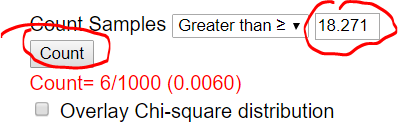 Count Samples Greater than ≥ ▾ 18.271
Count
Count= 6/1000 (0.0060)
Overlay Chi-square distribution